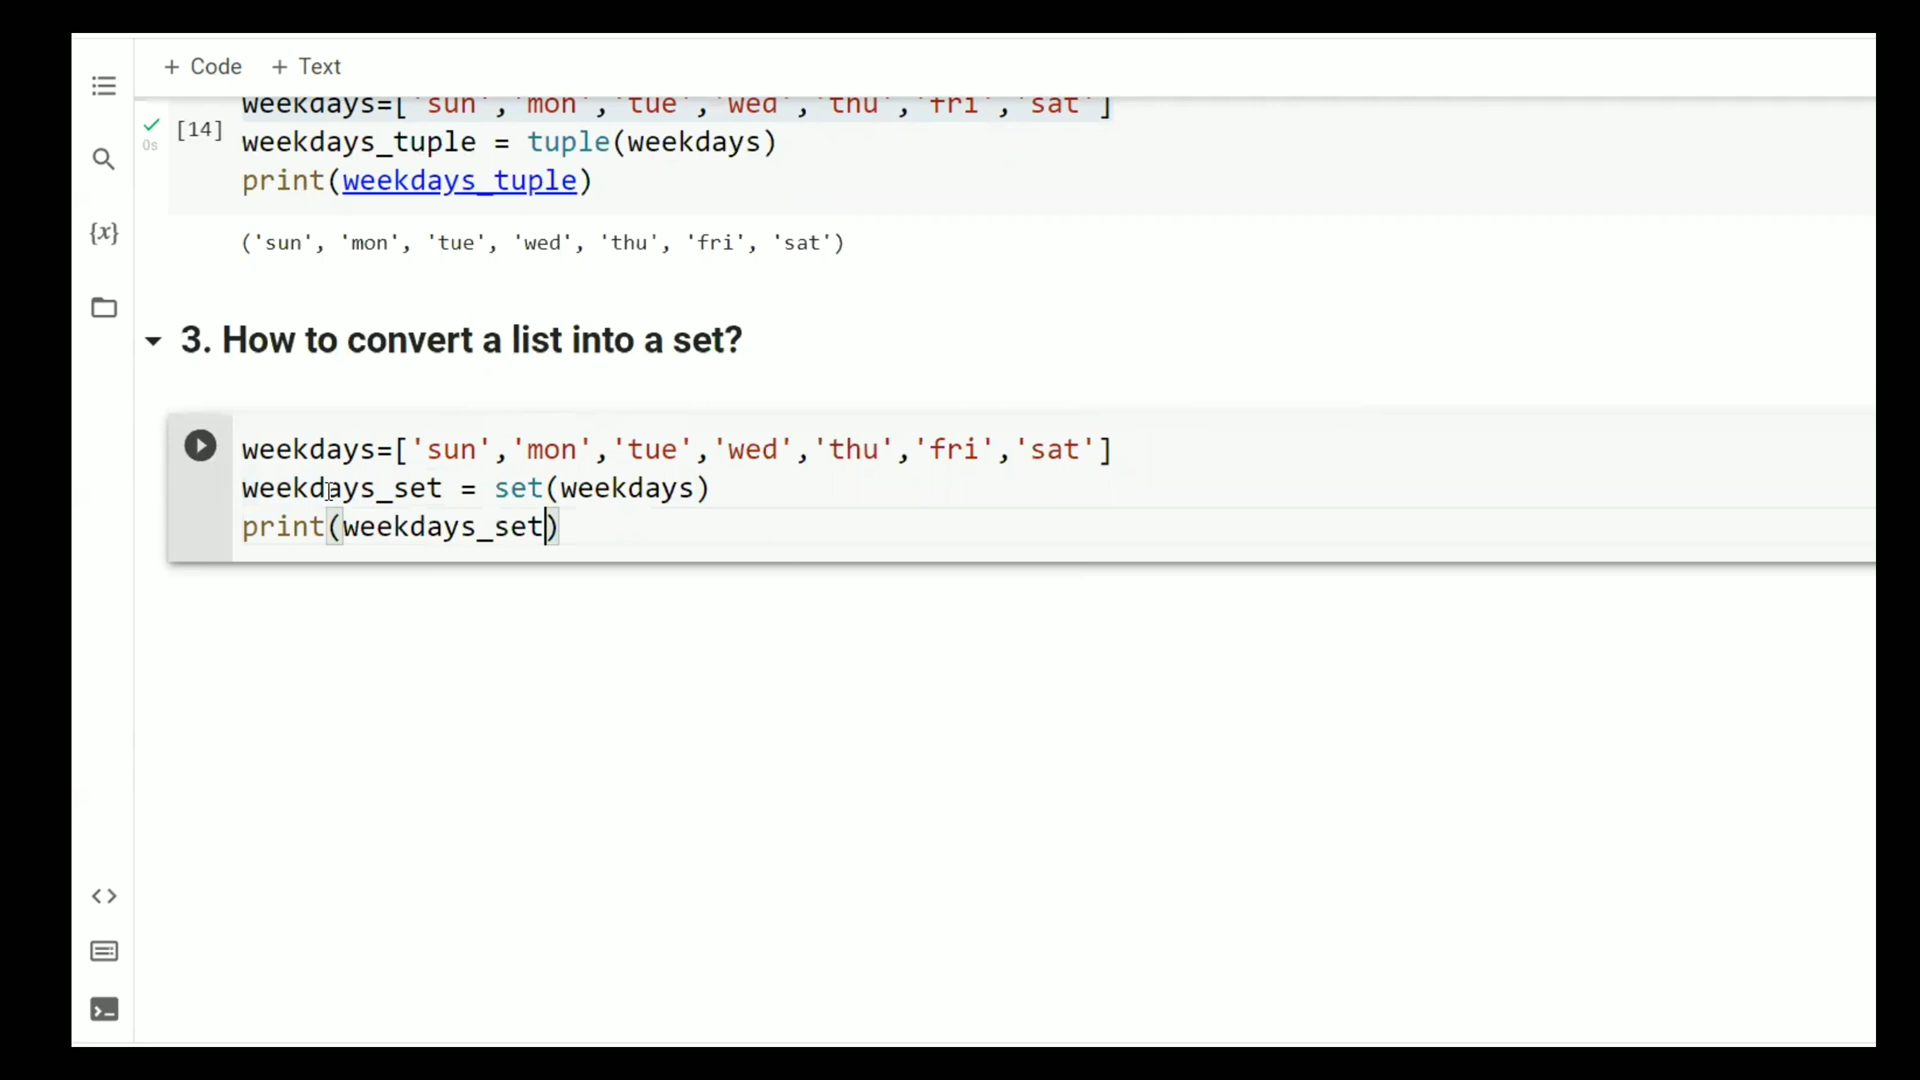 + Code + Text
weekdays=['sun','mon','tue','wed','thu','fri','sat']
[14]
0s
weekdays_tuple = tuple(weekdays)
print(weekdays_tuple)
('sun', 'mon', 'tue', 'wed', 'thu', 'fri', 'sat')
3. How to convert a list into a set?
weekdays=['sun','mon','tue','wed','thu','fri','sat']
weekdays_set = set(weekdays)
print(weekdays_set)